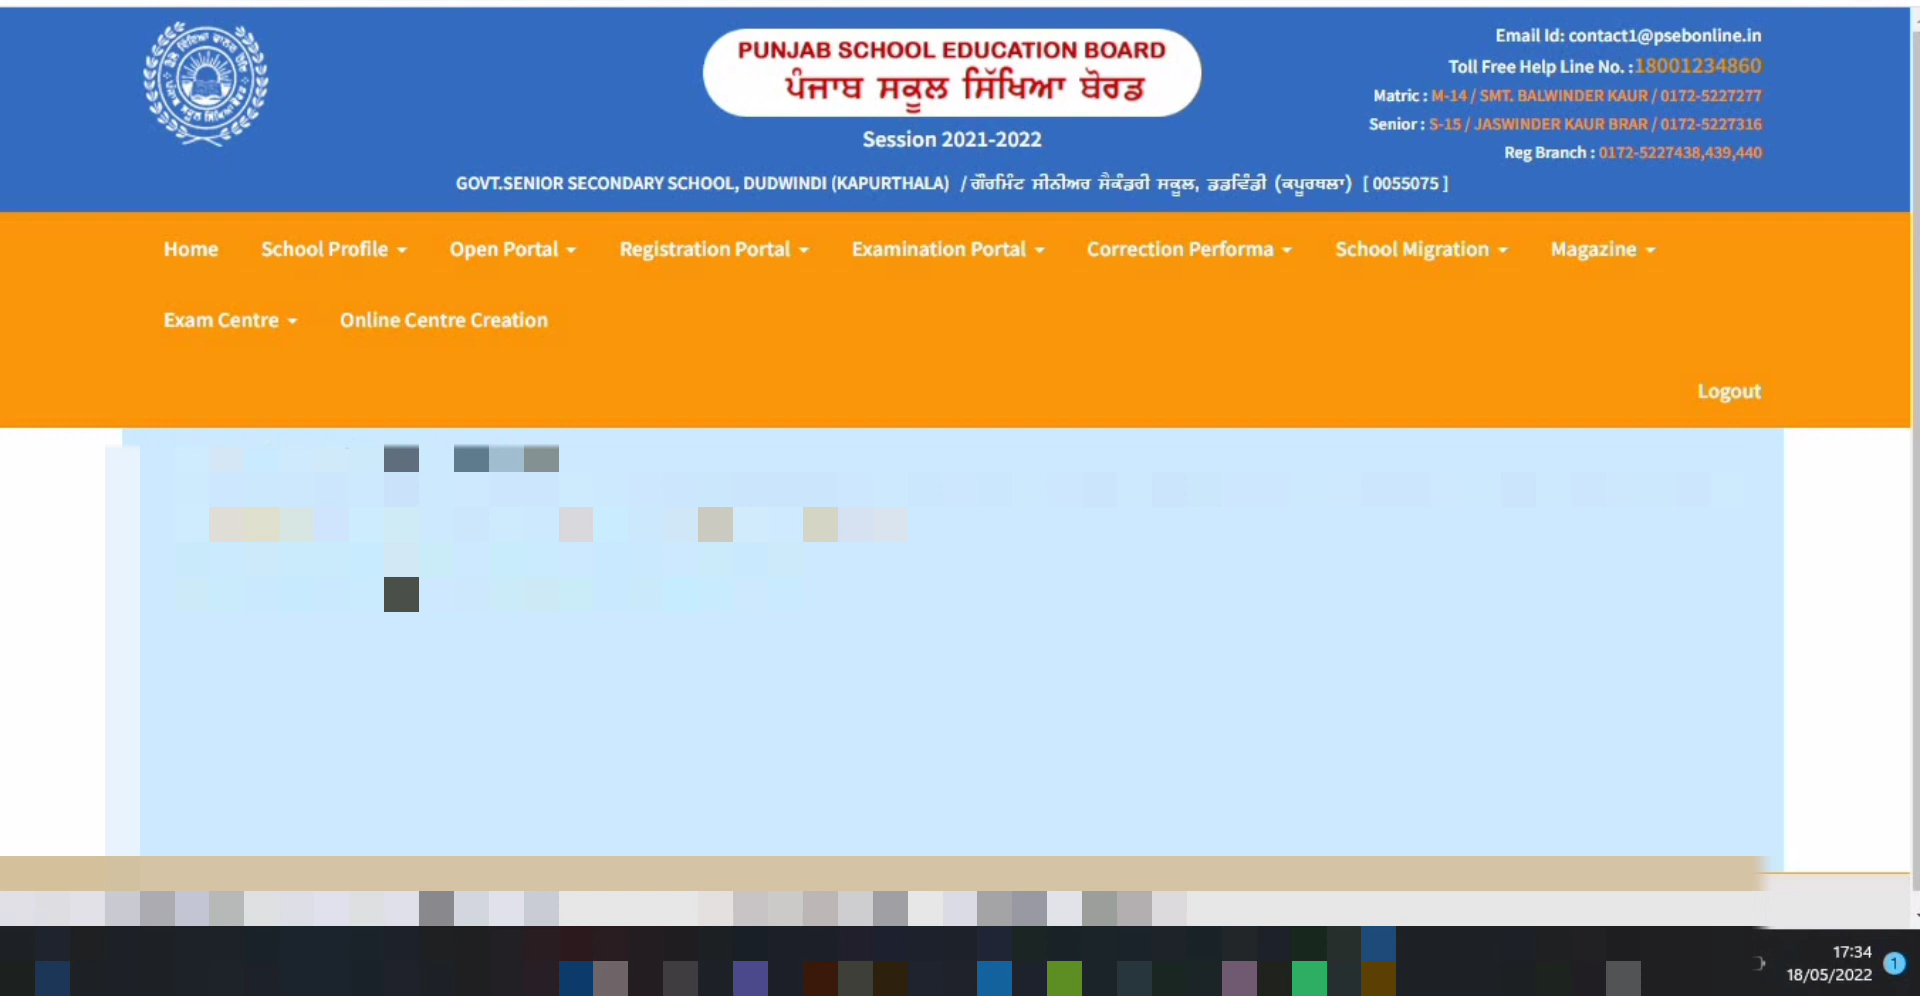 PUNJAB SCHOOL EDUCATION BOARD
ਪੰਜਾਬ ਸਕੂਲ ਸਿੱਖਿਆ ਬੋਰਡ
Session 2021-2022
GOVT.SENIOR SECONDARY SCHOOL, DUDWINDI (KAPURTHALA) / ਗੌਰਮਿੰਟ ਸੀਨੀਅਰ ਸੈਕੰਡਰੀ ਸਕੂਲ, ਡਡਵਿੰਡੀ (ਕਪੂਰਥਲਾ) [ 0055075 ]
Email Id: contact1@psebonline.in
Toll Free Help Line No. :18001234860
Matric : M-14 / SMT. BALWINDER KAUR / 0172-5227277
Senior : S-15 / JASWINDER KAUR BRAR / 0172-5227316
Reg Branch : 0172-5227438,439,440
Home School Profile Open Portal Registration Portal Examination Portal Correction Performa School Migration Magazine
Exam Centre Online Centre Creation
Logout
17:34
18/05/2022
1